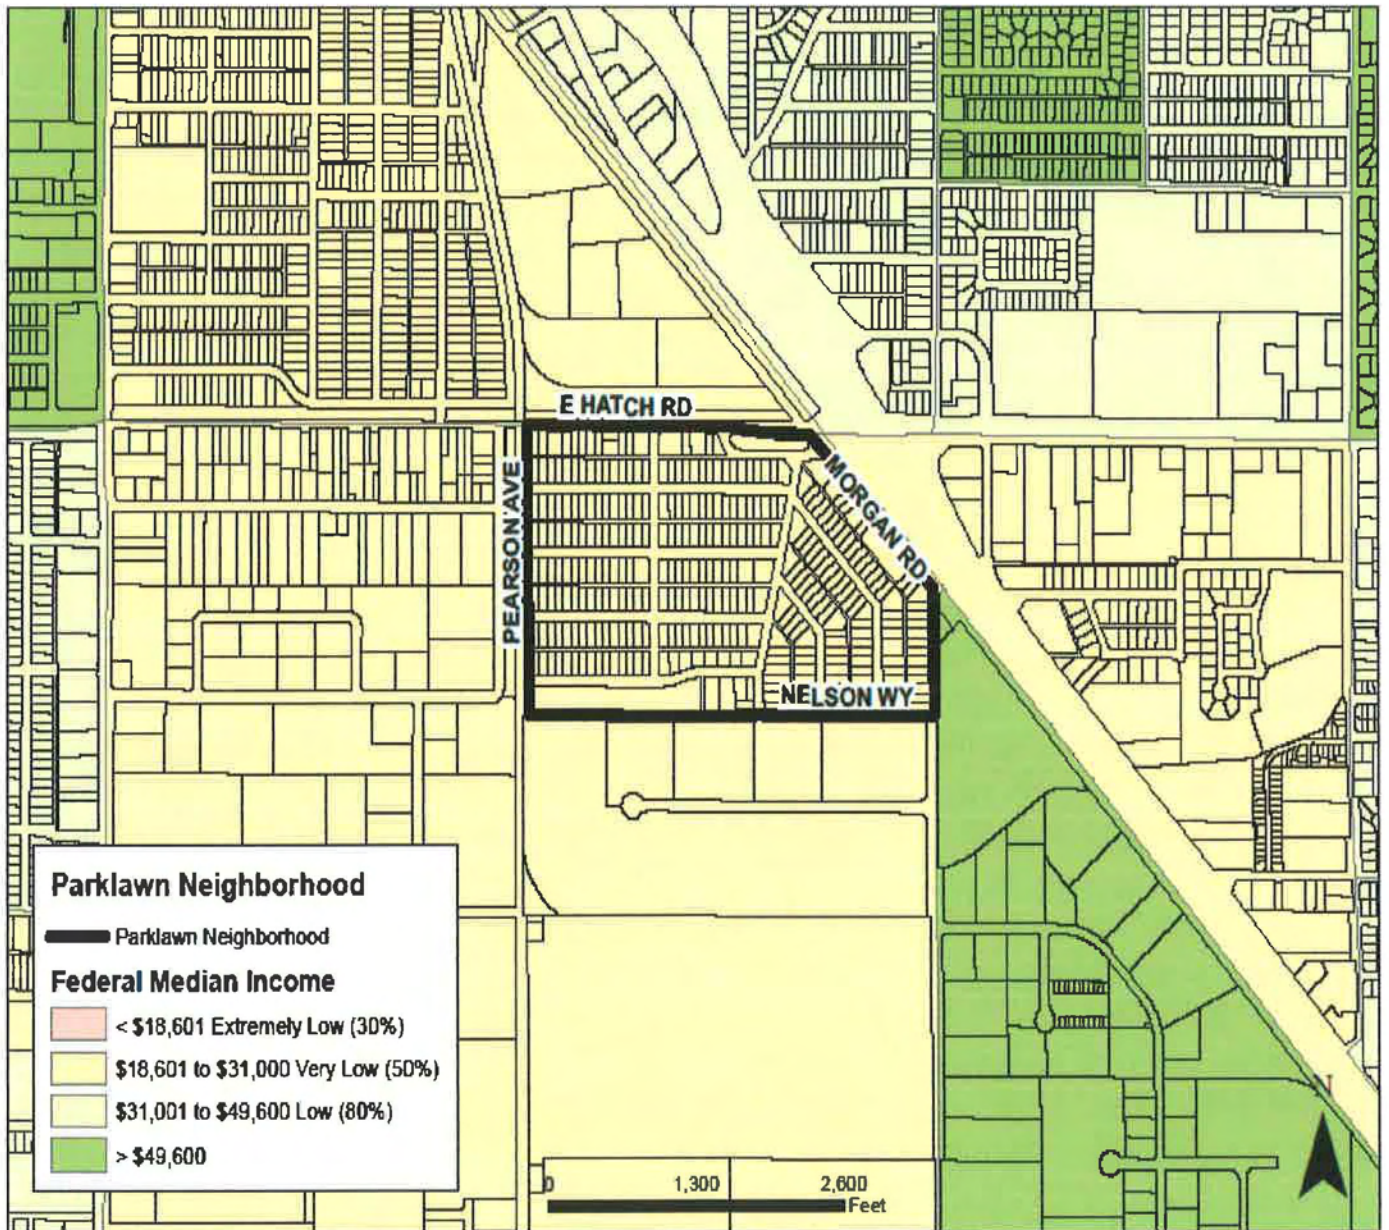 E HATCH RD
MORGAN RD
PEARSON AVE
NELSON WY
Parklawn Neighborhood
Parklawn Neighborhood
Federal Median Income
< $18,601 Extremely Low (30%)
$18,601 to $31,000 Very Low (50%)
$31,001 to $49,600 Low (80%)
> $49,600
N
0 1,300 2,600
Feet